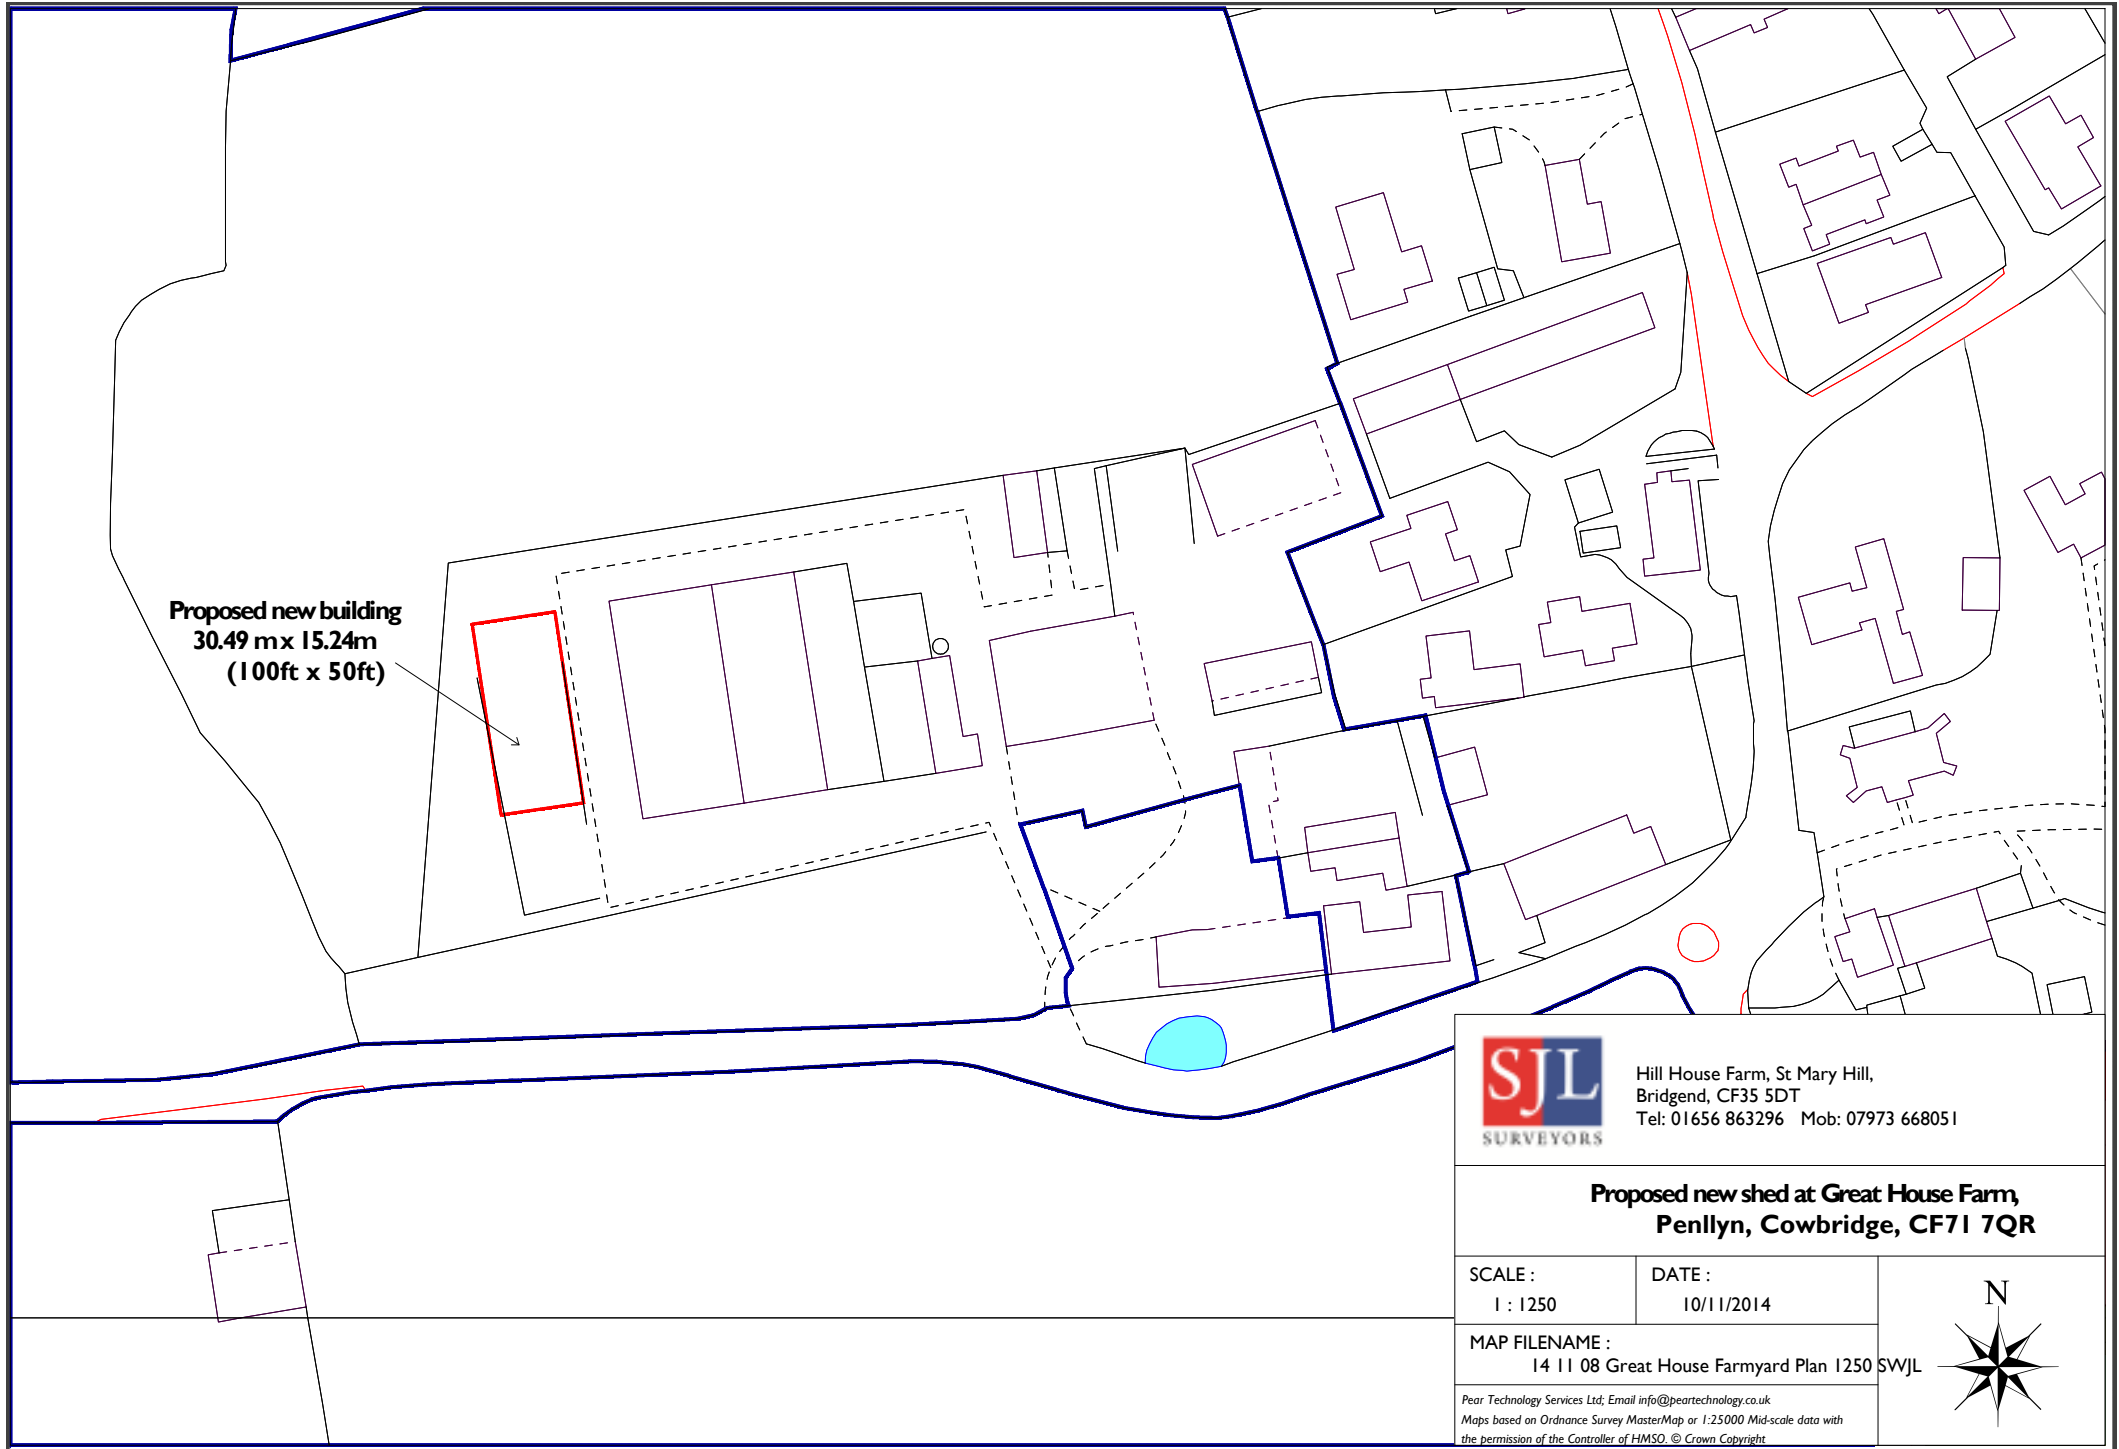 Proposed new building
30.49 m x 15.24m
(100ft x 50ft)
SJL
SURVEYORS
Hill House Farm, St Mary Hill,
Bridgend, CF35 5DT
Tel: 01656 863296 Mob: 07973 668051
Proposed new shed at Great House Farm,
Penllyn, Cowbridge, CF71 7QR
SCALE :
1 : 1250
DATE :
10/11/2014
MAP FILENAME :
14 11 08 Great House Farmyard Plan 1250 SWJL
N
Pear Technology Services Ltd; Email info@peartechnology.co.uk
Maps based on Ordnance Survey MasterMap or 1:25000 Mid-scale data with
the permission of the Controller of HMSO. © Crown Copyright